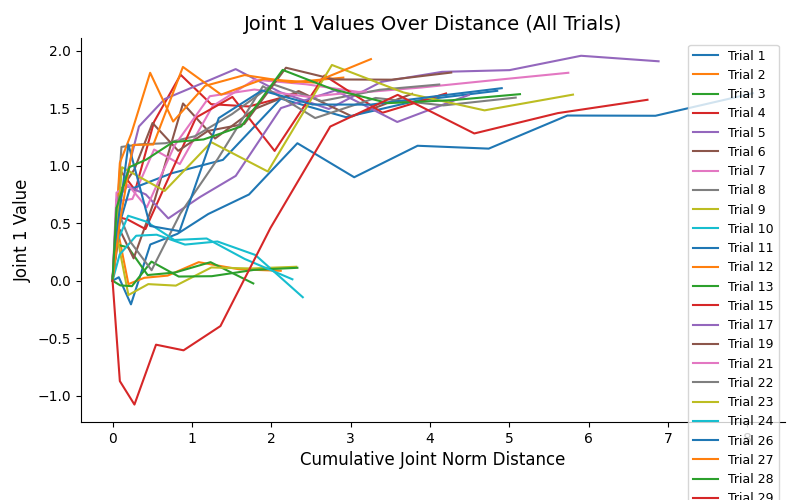 Joint 1 Values Over Distance (All Trials)
2.0
1.5
1.0
0.5
0.0
−0.5
−1.0
Joint 1 Value
0 1 2 3 4 5 6 7
Cumulative Joint Norm Distance
Trial 1
Trial 2
Trial 3
Trial 4
Trial 5
Trial 6
Trial 7
Trial 8
Trial 9
Trial 10
Trial 11
Trial 12
Trial 13
Trial 15
Trial 17
Trial 19
Trial 21
Trial 22
Trial 23
Trial 24
Trial 26
Trial 27
Trial 28
Trial 29